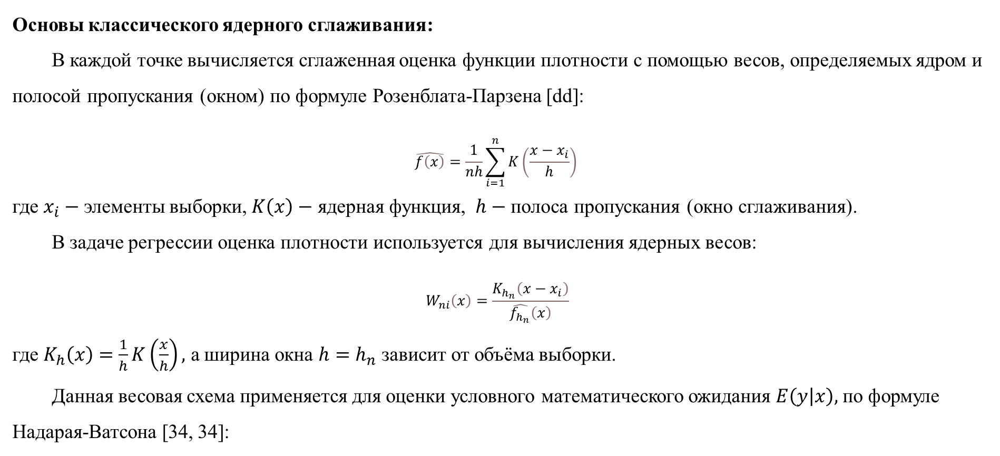 Основы классического ядерного сглаживания:
В каждой точке вычисляется сглаженная оценка функции плотности с помощью весов, определяемых ядром и
полосой пропускания (окном) по формуле Розенблата-Парзена [dd]:
$\widehat{f(x)} = \frac{1}{nh} \sum_{i=1}^{n} K\left(\frac{x - x_i}{h}\right)$
где $x_i$ − элементы выборки, $K(x)$ − ядерная функция, $h$ − полоса пропускания (окно сглаживания).
В задаче регрессии оценка плотности используется для вычисления ядерных весов:
$W_{ni}(x) = \frac{K_{h_n}(x - x_i)}{\widehat{f_{h_n}}(x)}$
где $K_h(x) = \frac{1}{h} K\left(\frac{x}{h}\right)$, а ширина окна $h = h_n$ зависит от объёма выборки.
Данная весовая схема применяется для оценки условного математического ожидания $E(y|x)$, по формуле
Надарая-Ватсона [34, 34]: